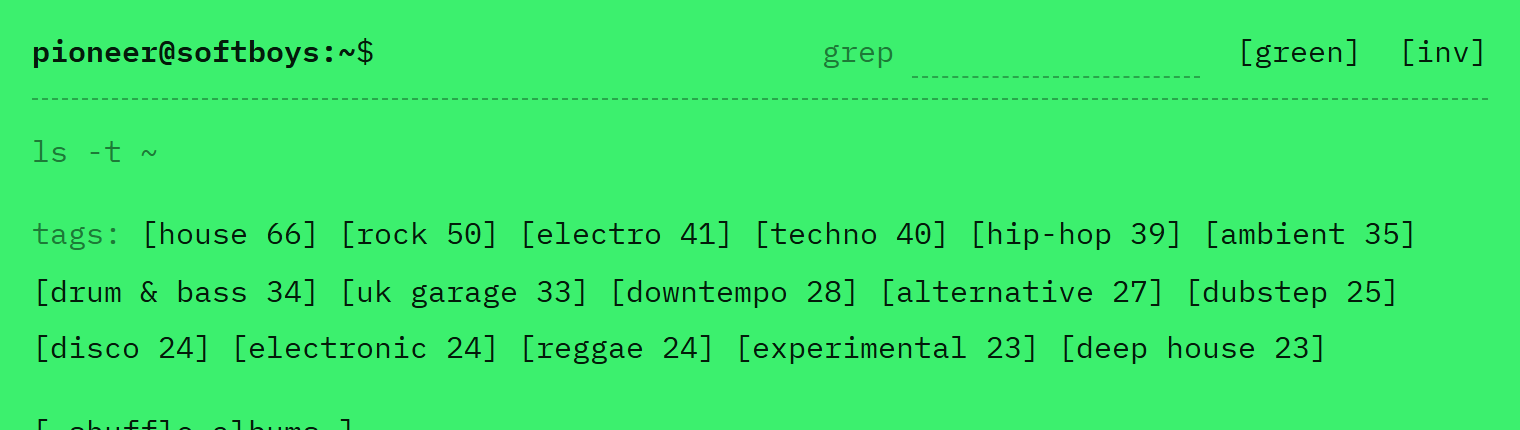 pioneer@softboys:~$ grep [green] [inv]
ls -t ~
tags: [house 66] [rock 50] [electro 41] [techno 40] [hip-hop 39] [ambient 35]
[drum & bass 34] [uk garage 33] [downtempo 28] [alternative 27] [dubstep 25]
[disco 24] [electronic 24] [reggae 24] [experimental 23] [deep house 23]
[ shuffle albums ]